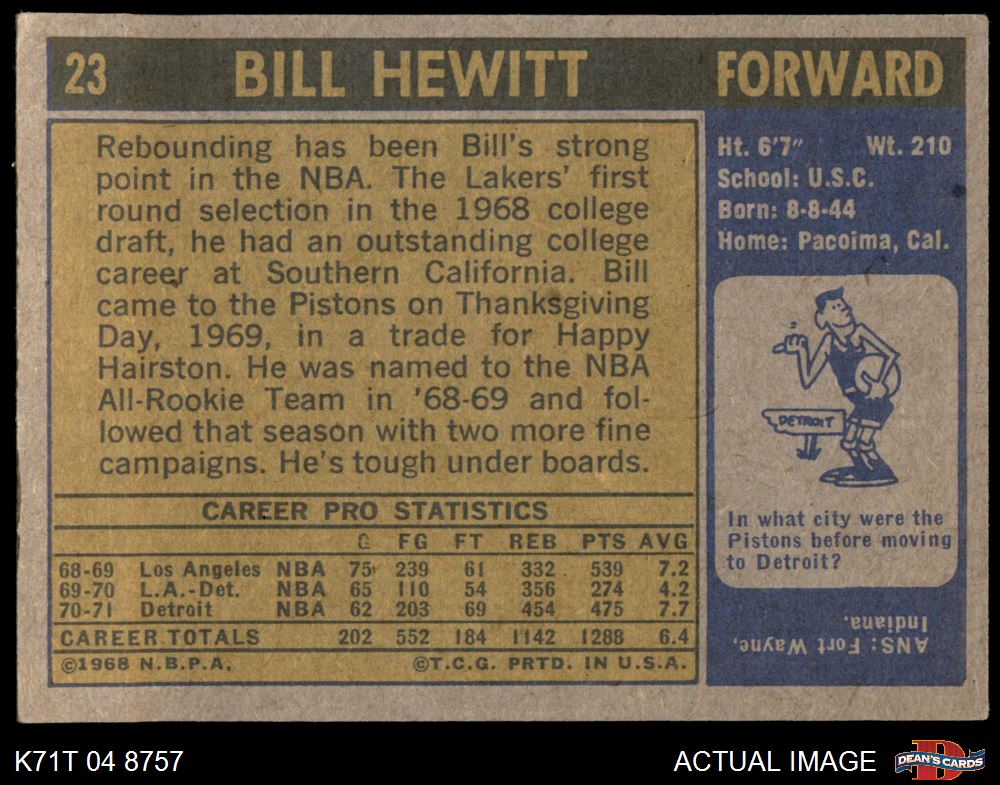 23 BILL HEWITT FORWARD
Rebounding has been Bill's strong
point in the NBA. The Lakers' first
round selection in the 1968 college
draft, he had an outstanding college
career at Southern California. Bill
came to the Pistons on Thanksgiving
Day, 1969, in a trade for Happy
Hairston. He was named to the NBA
All-Rookie Team in '68-69 and fol-
lowed that season with two more fine
campaigns. He's tough under boards.
CAREER PRO STATISTICS
G FG FT REB PTS AVG
68-69 Los Angeles NBA 75 239 61 332 539 7.2
69-70 L.A.-Det. NBA 65 110 54 356 274 4.2
70-71 Detroit NBA 62 203 69 454 475 7.7
CAREER TOTALS 202 552 184 1142 1288 6.4
©1968 N.B.P.A. ©T.C.G. PRTD. IN U.S.A.
Ht. 6'7" Wt. 210
School: U.S.C.
Born: 8-8-44
Home: Pacoima, Cal.
DETROIT
In what city were the
Pistons before moving
to Detroit?
ANS: Fort Wayne,
Indiana.
K71T 04 8757 ACTUAL IMAGE
D
DEAN'S CARDS